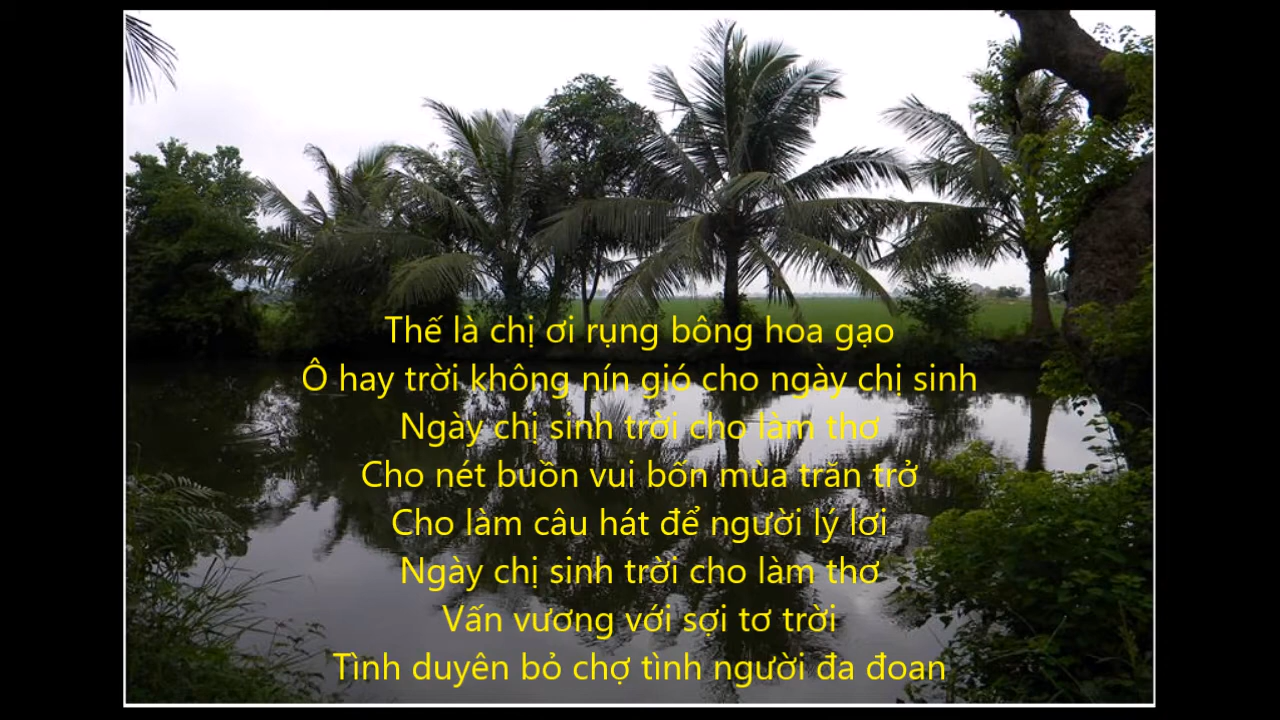 Thế là chị ơi rụng bông hoa gạo
Ô hay trời không nín gió cho ngày chị sinh
Ngày chị sinh trời cho làm thơ
Cho nét buồn vui bốn mùa trăn trở
Cho làm câu hát để người lý lơi
Ngày chị sinh trời cho làm thơ
Vấn vương với sợi tơ trời
Tình duyên bỏ chợ tình người đa đoan